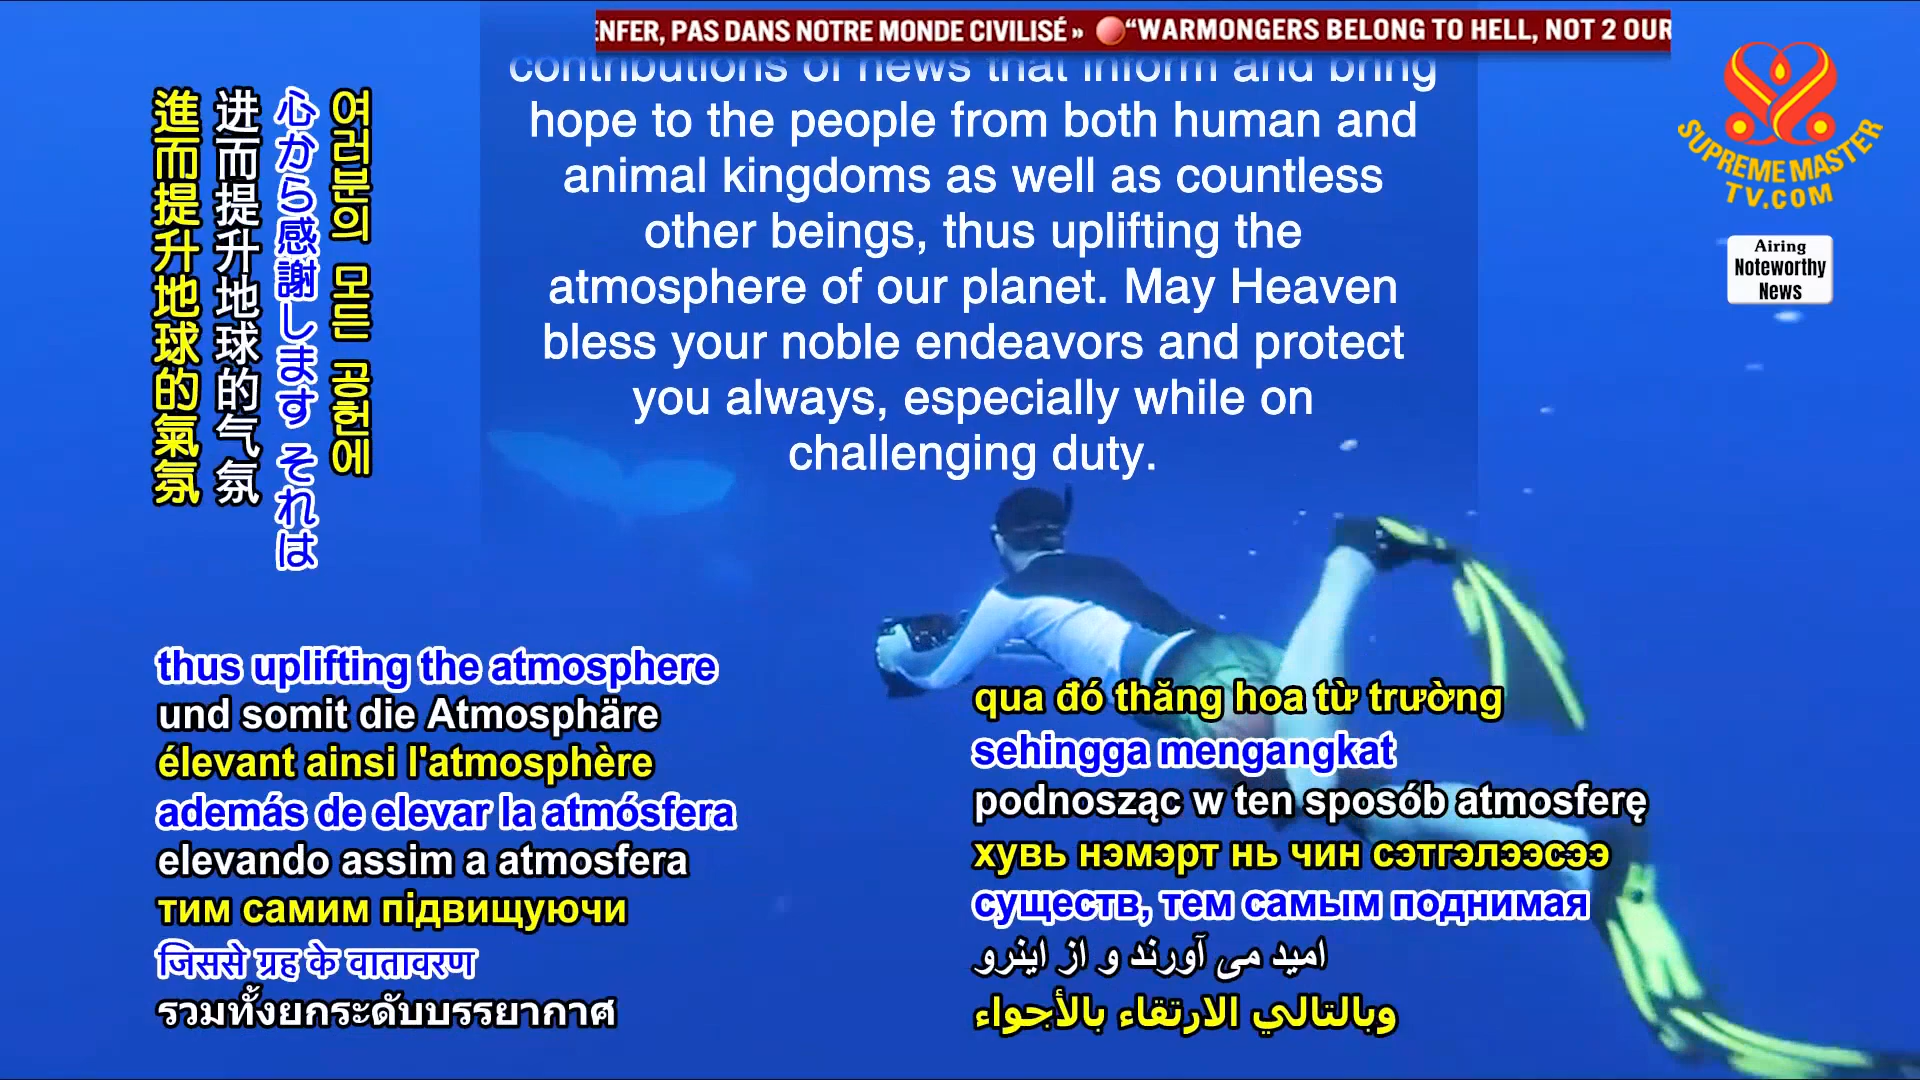 ENFER, PAS DANS NOTRE MONDE CIVILISÉ» 🔴“WARMONGERS BELONG TO HELL, NOT 2 OUR
contributions of news that inform and bring
hope to the people from both human and
animal kingdoms as well as countless
other beings, thus uplifting the
atmosphere of our planet. May Heaven
bless your noble endeavors and protect
you always, especially while on
challenging duty.
SUPREME MASTER
TV.COM
Airing
Noteworthy
News
여러분의 모든 공헌에
心から感謝します それは
进而提升地球的气氛
進而提升地球的氣氛
thus uplifting the atmosphere
und somit die Atmosphäre
élevant ainsi l'atmosphère
además de elevar la atmósfera
elevando assim a atmosfera
тим самим підвищуючи
जिससे ग्रह के वातावरण
รวมทั้งยกระดับบรรยากาศ
qua đó thăng hoa từ trường
sehingga mengangkat
podnosząc w ten sposób atmosferę
хувь нэмэрт нь чин сэтгэлээсээ
существ, тем самым поднимая
امید می آورند و از اینرو
وبالتالي الارتقاء بالأجواء